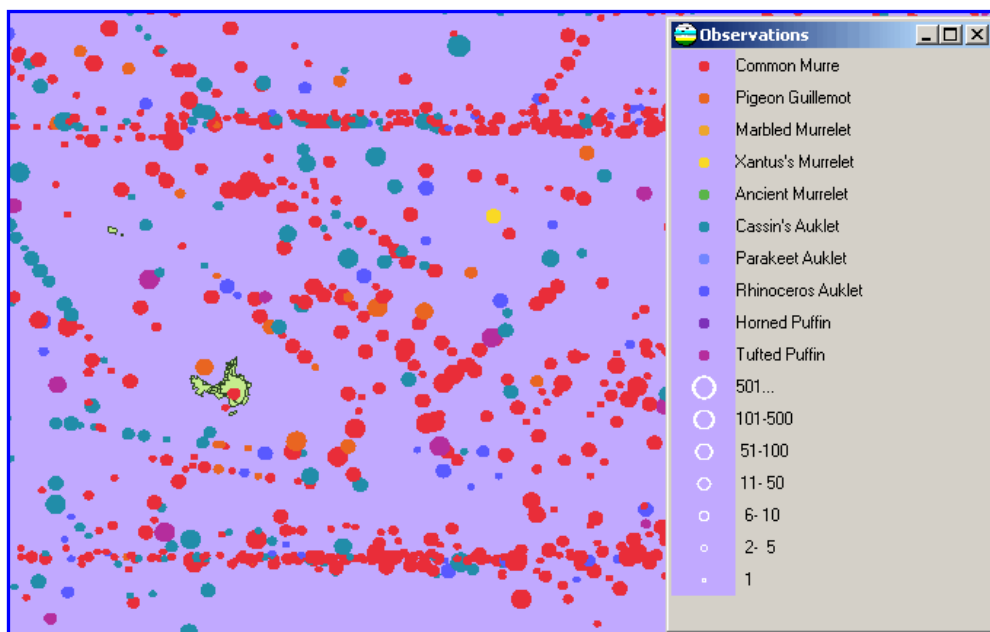 Observations
Common Murre
Pigeon Guillemot
Marbled Murrelet
Xantus's Murrelet
Ancient Murrelet
Cassin's Auklet
Parakeet Auklet
Rhinoceros Auklet
Horned Puffin
Tufted Puffin
501...
101-500
51-100
11- 50
6- 10
2- 5
1